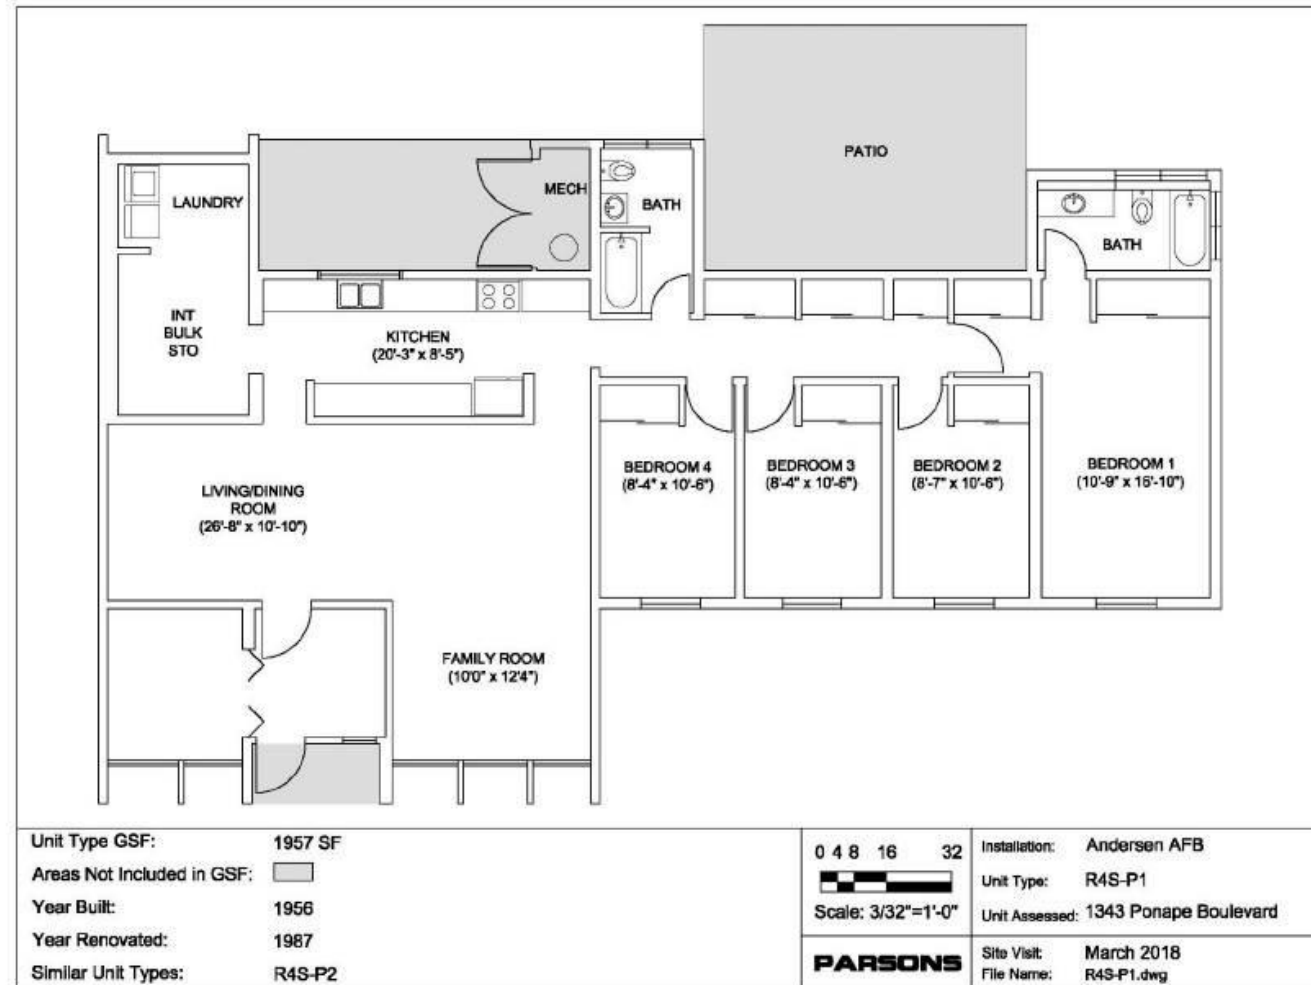 PATIO
LAUNDRY
MECH
BATH
BATH
INT
BULK
STO
KITCHEN
(20'-3" x 8'-5")
LIVING/DINING
ROOM
(26'-8" x 10'-10")
BEDROOM 4
(8'-4" x 10'-6")
BEDROOM 3
(8'-4" x 10'-6")
BEDROOM 2
(8'-7" x 10'-6")
BEDROOM 1
(10'-9" x 16'-10")
FAMILY ROOM
(10'0" x 12'4")
Unit Type GSF: 1957 SF
Areas Not Included in GSF:
Year Built: 1956
Year Renovated: 1987
Similar Unit Types: R4S-P2
0 4 8 16 32
Scale: 3/32"=1'-0"
PARSONS
Installation: Andersen AFB
Unit Type: R4S-P1
Unit Assessed: 1343 Ponape Boulevard
Site Visit: March 2018
File Name: R4S-P1.dwg